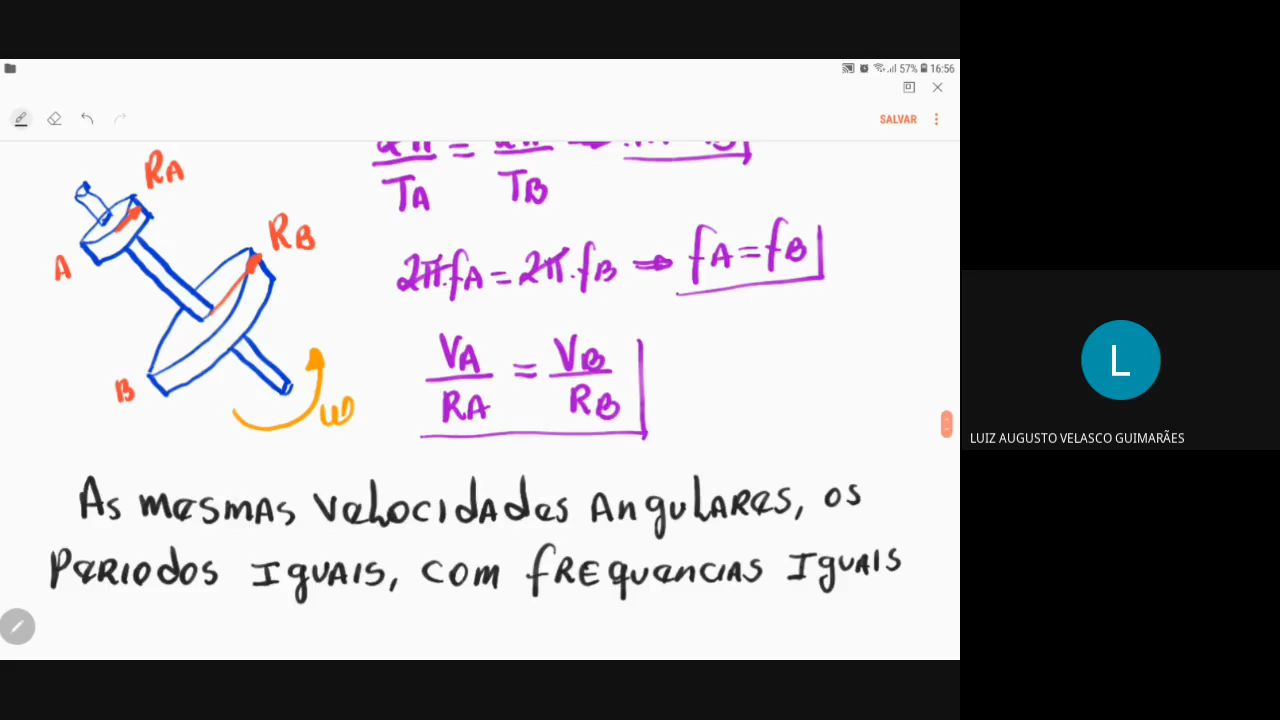 57% 16:56
SALVAR
RA
TA = TB
RB
A
2π.fA = 2π.fB → fA = fB
VA/RA = VB/RB
B
ω
L
LUIZ AUGUSTO VELASCO GUIMARÃES
As mesmas velocidades angulares, os
periodos iguais, com frequencias iguais